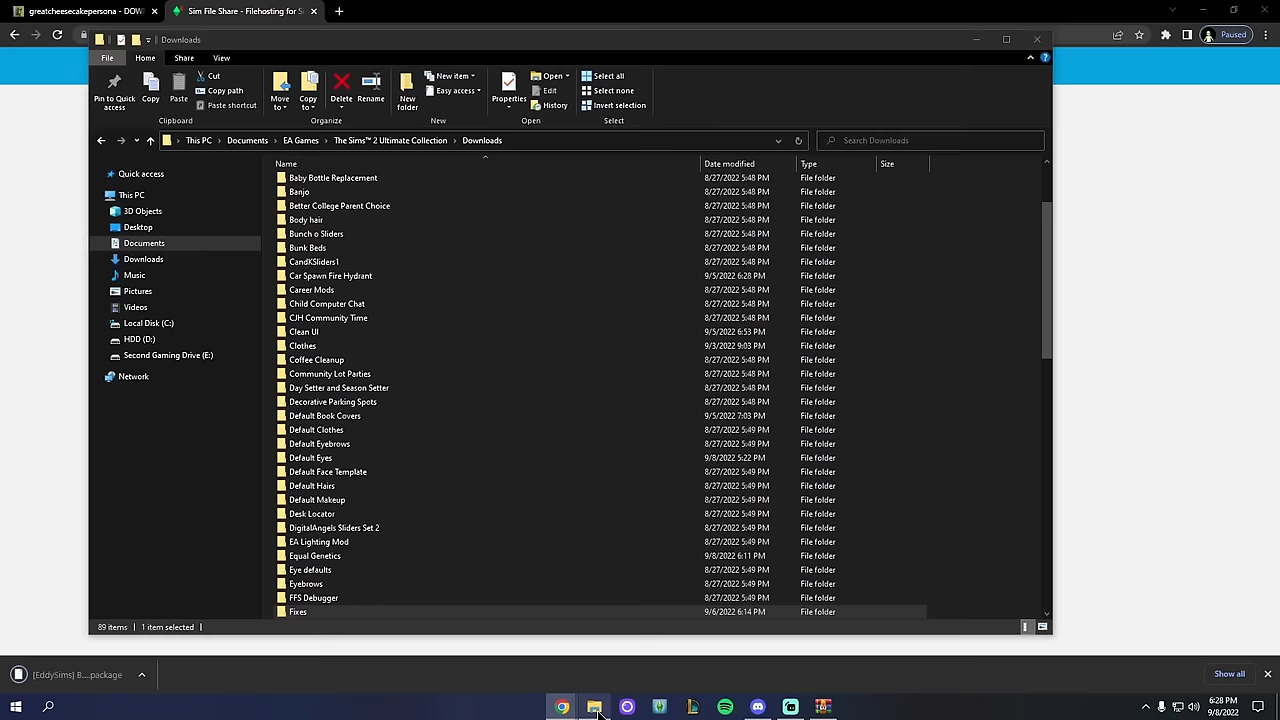 greatcheesecakepersona - DOW
Sim File Share - Filehosting for S
Paused
Downloads
File Home Share View
Pin to Quick access
Copy
Paste
Cut
Copy path
Paste shortcut
Clipboard
Move to
Copy to
Delete
Rename
Organize
New folder
New item
Easy access
New
Properties
Open
Edit
History
Open
Select all
Select none
Invert selection
Select
This PC > Documents > EA Games > The Sims™ 2 Ultimate Collection > Downloads
Search Downloads
Quick access
This PC
3D Objects
Desktop
Documents
Downloads
Music
Pictures
Videos
Local Disk (C:)
HDD (D:)
Second Gaming Drive (E:)
Network
Name Date modified Type Size
Baby Bottle Replacement 8/27/2022 5:48 PM File folder
Banjo 8/27/2022 5:48 PM File folder
Better College Parent Choice 8/27/2022 5:48 PM File folder
Body hair 8/27/2022 5:48 PM File folder
Bunch o Sliders 8/27/2022 5:48 PM File folder
Bunk Beds 8/27/2022 5:48 PM File folder
CandKSliders1 8/27/2022 5:48 PM File folder
Car Spawn Fire Hydrant 9/5/2022 6:28 PM File folder
Career Mods 8/27/2022 5:48 PM File folder
Child Computer Chat 8/27/2022 5:48 PM File folder
CJH Community Time 8/27/2022 5:48 PM File folder
Clean UI 9/5/2022 6:53 PM File folder
Clothes 9/3/2022 9:03 PM File folder
Coffee Cleanup 8/27/2022 5:48 PM File folder
Community Lot Parties 8/27/2022 5:48 PM File folder
Day Setter and Season Setter 8/27/2022 5:48 PM File folder
Decorative Parking Spots 8/27/2022 5:48 PM File folder
Default Book Covers 9/5/2022 7:03 PM File folder
Default Clothes 8/27/2022 5:49 PM File folder
Default Eyebrows 8/27/2022 5:49 PM File folder
Default Eyes 9/8/2022 5:22 PM File folder
Default Face Template 8/27/2022 5:49 PM File folder
Default Hairs 8/27/2022 5:49 PM File folder
Default Makeup 8/27/2022 5:49 PM File folder
Desk Locator 8/27/2022 5:49 PM File folder
DigitalAngels Sliders Set 2 8/27/2022 5:49 PM File folder
EA Lighting Mod 8/27/2022 5:49 PM File folder
Equal Genetics 9/8/2022 6:11 PM File folder
Eye defaults 8/27/2022 5:49 PM File folder
Eyebrows 8/27/2022 5:49 PM File folder
FFS Debugger 8/27/2022 5:49 PM File folder
Fixes 9/6/2022 6:14 PM File folder
89 items 1 item selected
[EddySims] B....package
Show all
6:28 PM
9/8/2022